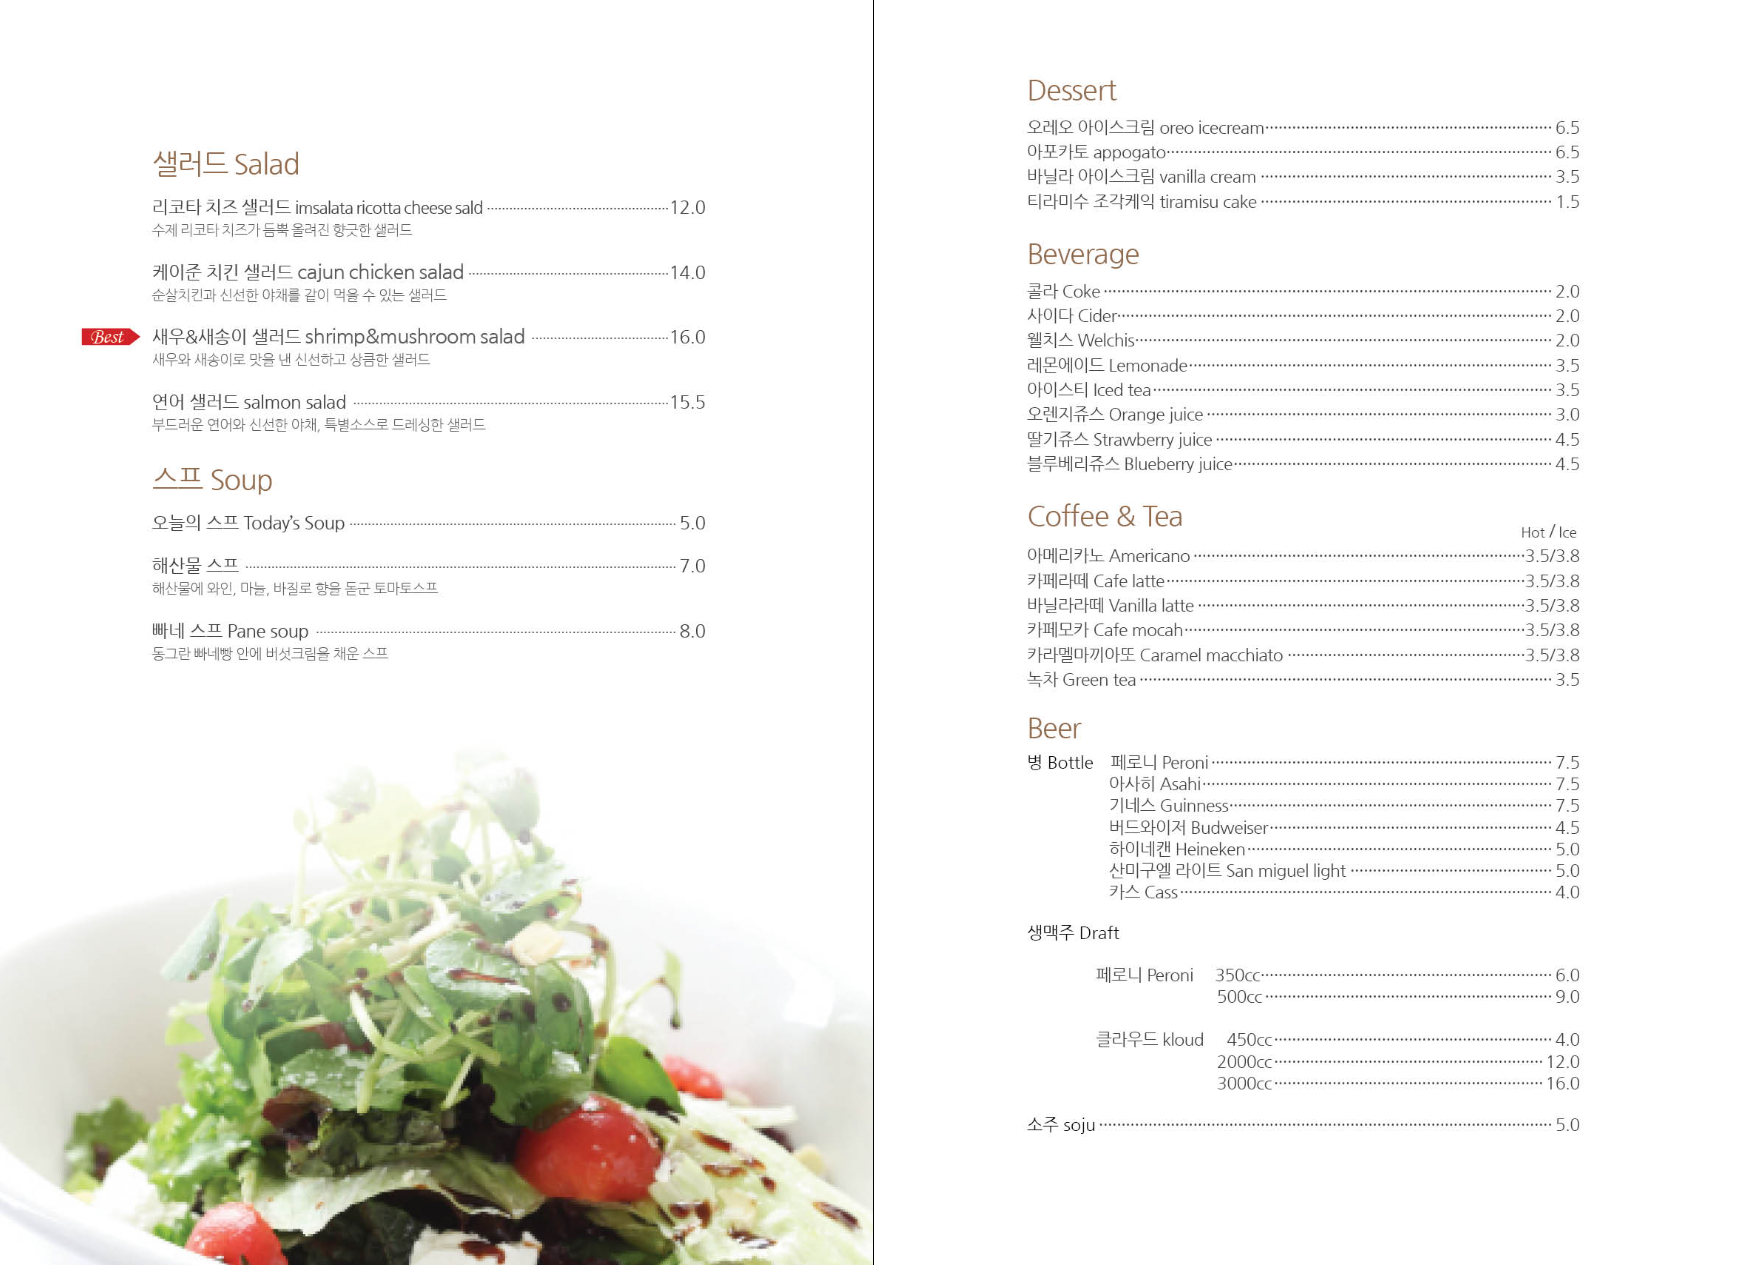 샐러드 Salad
리코타 치즈 샐러드 imsalata ricotta cheese sald 12.0
수제 리코타 치즈가 듬뿍 올려진 향긋한 샐러드
케이준 치킨 샐러드 cajun chicken salad 14.0
순살치킨과 신선한 야채를 같이 먹을 수 있는 샐러드
Best 새우&새송이 샐러드 shrimp&mushroom salad 16.0
새우와 새송이로 맛을 낸 신선하고 상큼한 샐러드
연어 샐러드 salmon salad 15.5
부드러운 연어와 신선한 야채, 특별소스로 드레싱한 샐러드
스프 Soup
오늘의 스프 Today's Soup 5.0
해산물 스프 7.0
해산물에 와인, 마늘, 바질로 향을 돋군 토마토스프
빠네 스프 Pane soup 8.0
동그란 빠네빵 안에 버섯크림을 채운 스프
Dessert
오레오 아이스크림 oreo icecream 6.5
아포카토 appogato 6.5
바닐라 아이스크림 vanilla cream 3.5
티라미수 조각케익 tiramisu cake 1.5
Beverage
콜라 Coke 2.0
사이다 Cider 2.0
웰치스 Welchis 2.0
레몬에이드 Lemonade 3.5
아이스티 Iced tea 3.5
오렌지쥬스 Orange juice 3.0
딸기쥬스 Strawberry juice 4.5
블루베리쥬스 Blueberry juice 4.5
Coffee & Tea
Hot / Ice
아메리카노 Americano 3.5/3.8
카페라떼 Cafe latte 3.5/3.8
바닐라라떼 Vanilla latte 3.5/3.8
카페모카 Cafe mocah 3.5/3.8
카라멜마끼아또 Caramel macchiato 3.5/3.8
녹차 Green tea 3.5
Beer
병 Bottle 페로니 Peroni 7.5
아사히 Asahi 7.5
기네스 Guinness 7.5
버드와이저 Budweiser 4.5
하이네캔 Heineken 5.0
산미구엘 라이트 San miguel light 5.0
카스 Cass 4.0
생맥주 Draft
페로니 Peroni 350cc 6.0
500cc 9.0
클라우드 kloud 450cc 4.0
2000cc 12.0
3000cc 16.0
소주 soju 5.0